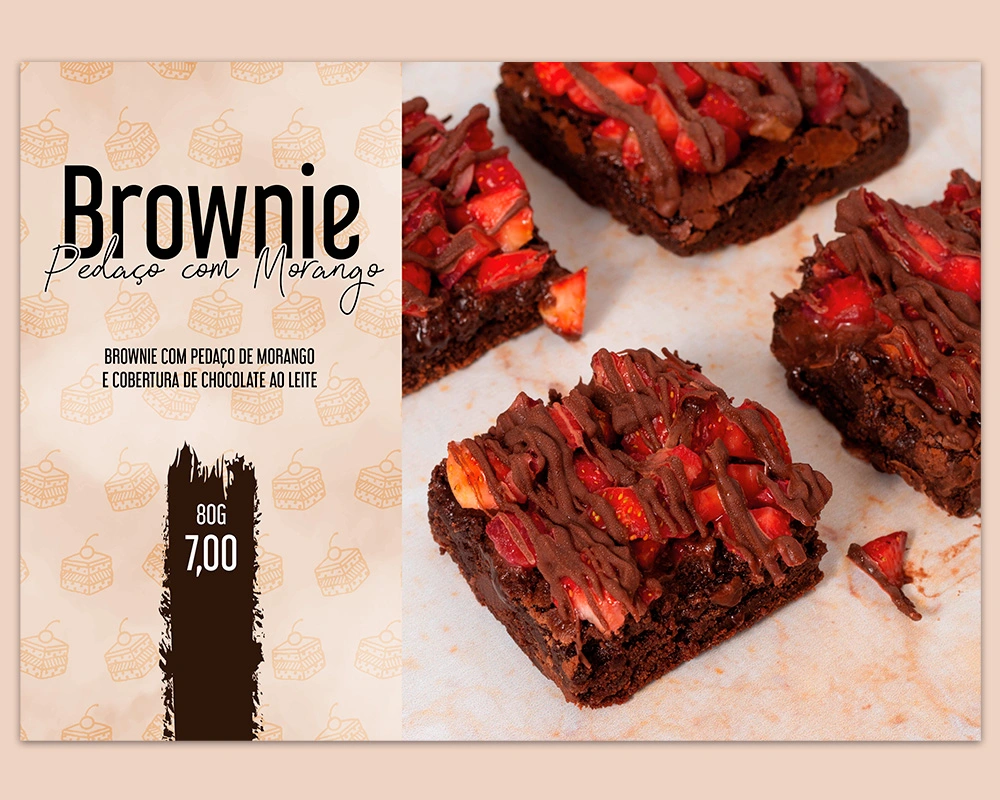 Brownie
Pedaço com Morango
BROWNIE COM PEDAÇO DE MORANGO
E COBERTURA DE CHOCOLATE AO LEITE
80G
7,00